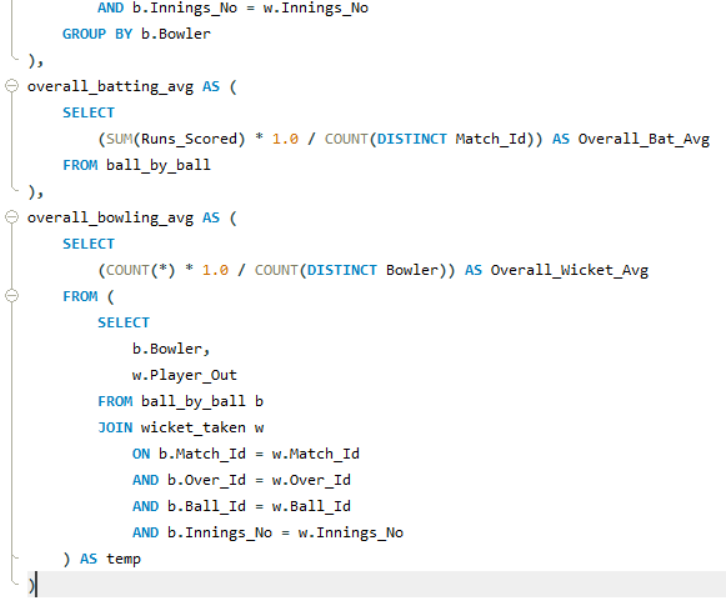 AND b.Innings_No = w.Innings_No
GROUP BY b.Bowler
),
overall_batting_avg AS (
SELECT
(SUM(Runs_Scored) * 1.0 / COUNT(DISTINCT Match_Id)) AS Overall_Bat_Avg
FROM ball_by_ball
),
overall_bowling_avg AS (
SELECT
(COUNT(*) * 1.0 / COUNT(DISTINCT Bowler)) AS Overall_Wicket_Avg
FROM (
SELECT
b.Bowler,
w.Player_Out
FROM ball_by_ball b
JOIN wicket_taken w
ON b.Match_Id = w.Match_Id
AND b.Over_Id = w.Over_Id
AND b.Ball_Id = w.Ball_Id
AND b.Innings_No = w.Innings_No
) AS temp
)